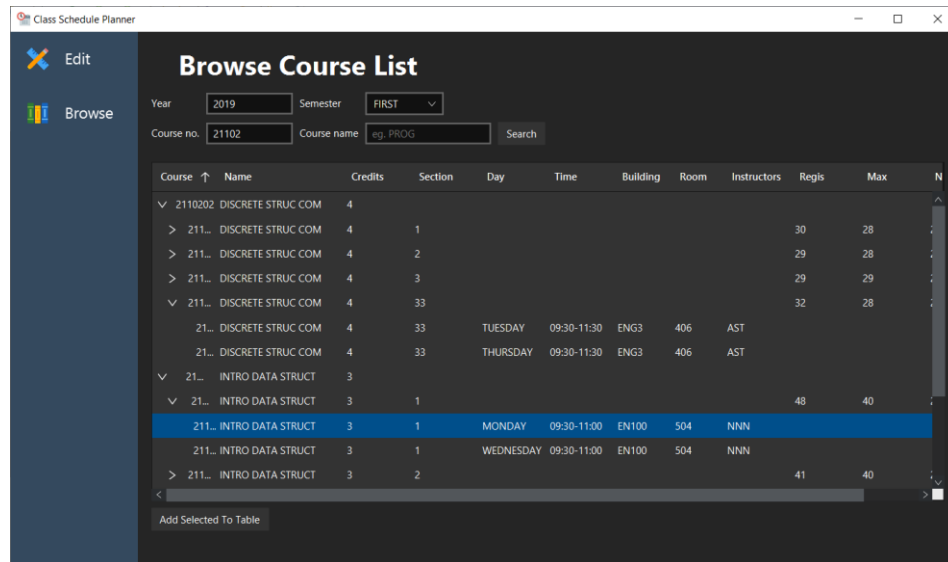 Class Schedule Planner
Edit
Browse
Browse Course List
Year 2019 Semester FIRST
Course no. 21102 Course name eg. PROG Search
Course Name Credits Section Day Time Building Room Instructors Regis Max N
2110202 DISCRETE STRUC COM 4
211... DISCRETE STRUC COM 4 1 30 28
211... DISCRETE STRUC COM 4 2 29 28
211... DISCRETE STRUC COM 4 3 29 29
211... DISCRETE STRUC COM 4 33 32 28
21... DISCRETE STRUC COM 4 33 TUESDAY 09:30-11:30 ENG3 406 AST
21... DISCRETE STRUC COM 4 33 THURSDAY 09:30-11:30 ENG3 406 AST
21... INTRO DATA STRUCT 3
21... INTRO DATA STRUCT 3 1 48 40
211... INTRO DATA STRUCT 3 1 MONDAY 09:30-11:00 EN100 504 NNN
211... INTRO DATA STRUCT 3 1 WEDNESDAY 09:30-11:00 EN100 504 NNN
211... INTRO DATA STRUCT 3 2 41 40
Add Selected To Table